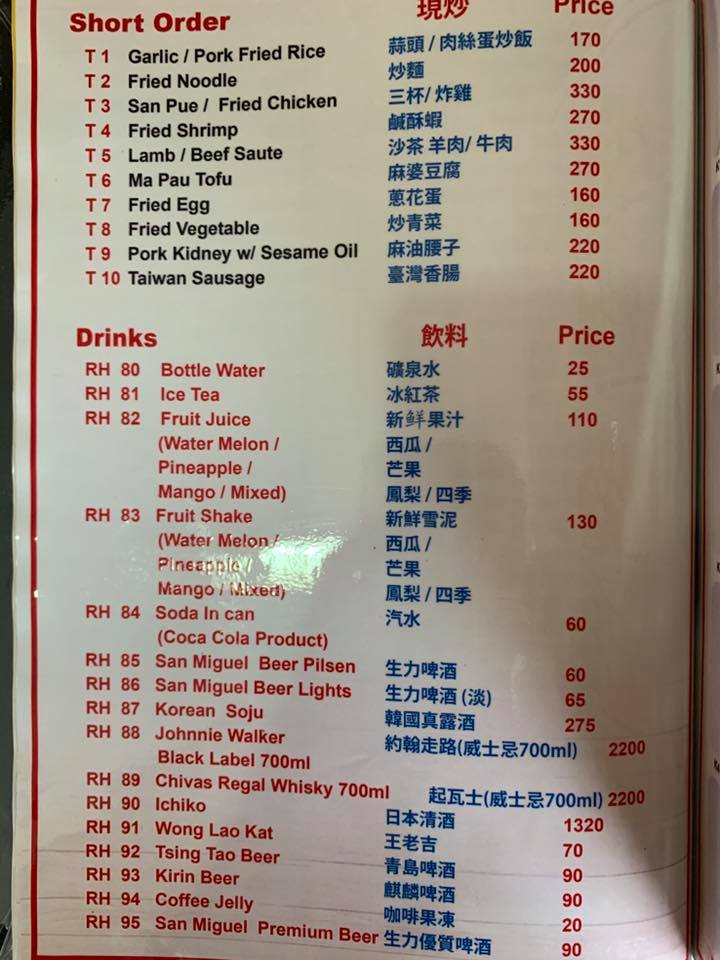 Short Order 現炒 Price
T 1 Garlic / Pork Fried Rice 蒜頭 / 肉絲蛋炒飯 170
T 2 Fried Noodle 炒麵 200
T 3 San Pue / Fried Chicken 三杯/ 炸雞 330
T 4 Fried Shrimp 鹹酥蝦 270
T 5 Lamb / Beef Saute 沙茶 羊肉/ 牛肉 330
T 6 Ma Pau Tofu 麻婆豆腐 270
T 7 Fried Egg 蔥花蛋 160
T 8 Fried Vegetable 炒青菜 160
T 9 Pork Kidney w/ Sesame Oil 麻油腰子 220
T 10 Taiwan Sausage 臺灣香腸 220
Drinks 飲料 Price
RH 80 Bottle Water 礦泉水 25
RH 81 Ice Tea 冰紅茶 55
RH 82 Fruit Juice 新鮮果汁 110
(Water Melon / 西瓜 /
Pineapple / 芒果
Mango / Mixed) 鳳梨 / 四季
RH 83 Fruit Shake 新鮮雪泥 130
(Water Melon / 西瓜 /
Pineapple / 芒果
Mango / Mixed) 鳳梨 / 四季
RH 84 Soda In can 汽水 60
(Coca Cola Product)
RH 85 San Miguel Beer Pilsen 生力啤酒 60
RH 86 San Miguel Beer Lights 生力啤酒 (淡) 65
RH 87 Korean Soju 韓國真露酒 275
RH 88 Johnnie Walker 約翰走路(威士忌700ml) 2200
Black Label 700ml
RH 89 Chivas Regal Whisky 700ml 起瓦士(威士忌700ml) 2200
RH 90 Ichiko 日本清酒 1320
RH 91 Wong Lao Kat 王老吉 70
RH 92 Tsing Tao Beer 青島啤酒 90
RH 93 Kirin Beer 麒麟啤酒 90
RH 94 Coffee Jelly 咖啡果凍 20
RH 95 San Miguel Premium Beer 生力優質啤酒 90